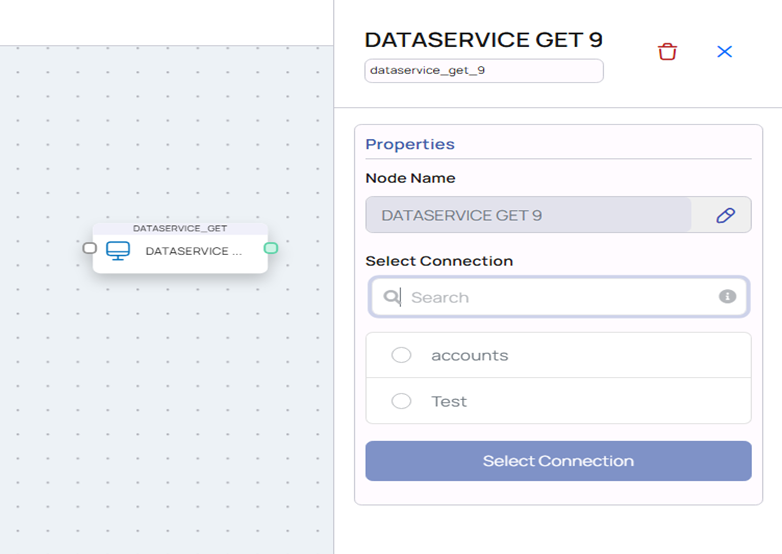 DATASERVICE GET 9
dataservice_get_9
DATASERVICE_GET
DATASERVICE ...
Properties
Node Name
DATASERVICE GET 9
Select Connection
Search
accounts
Test
Select Connection